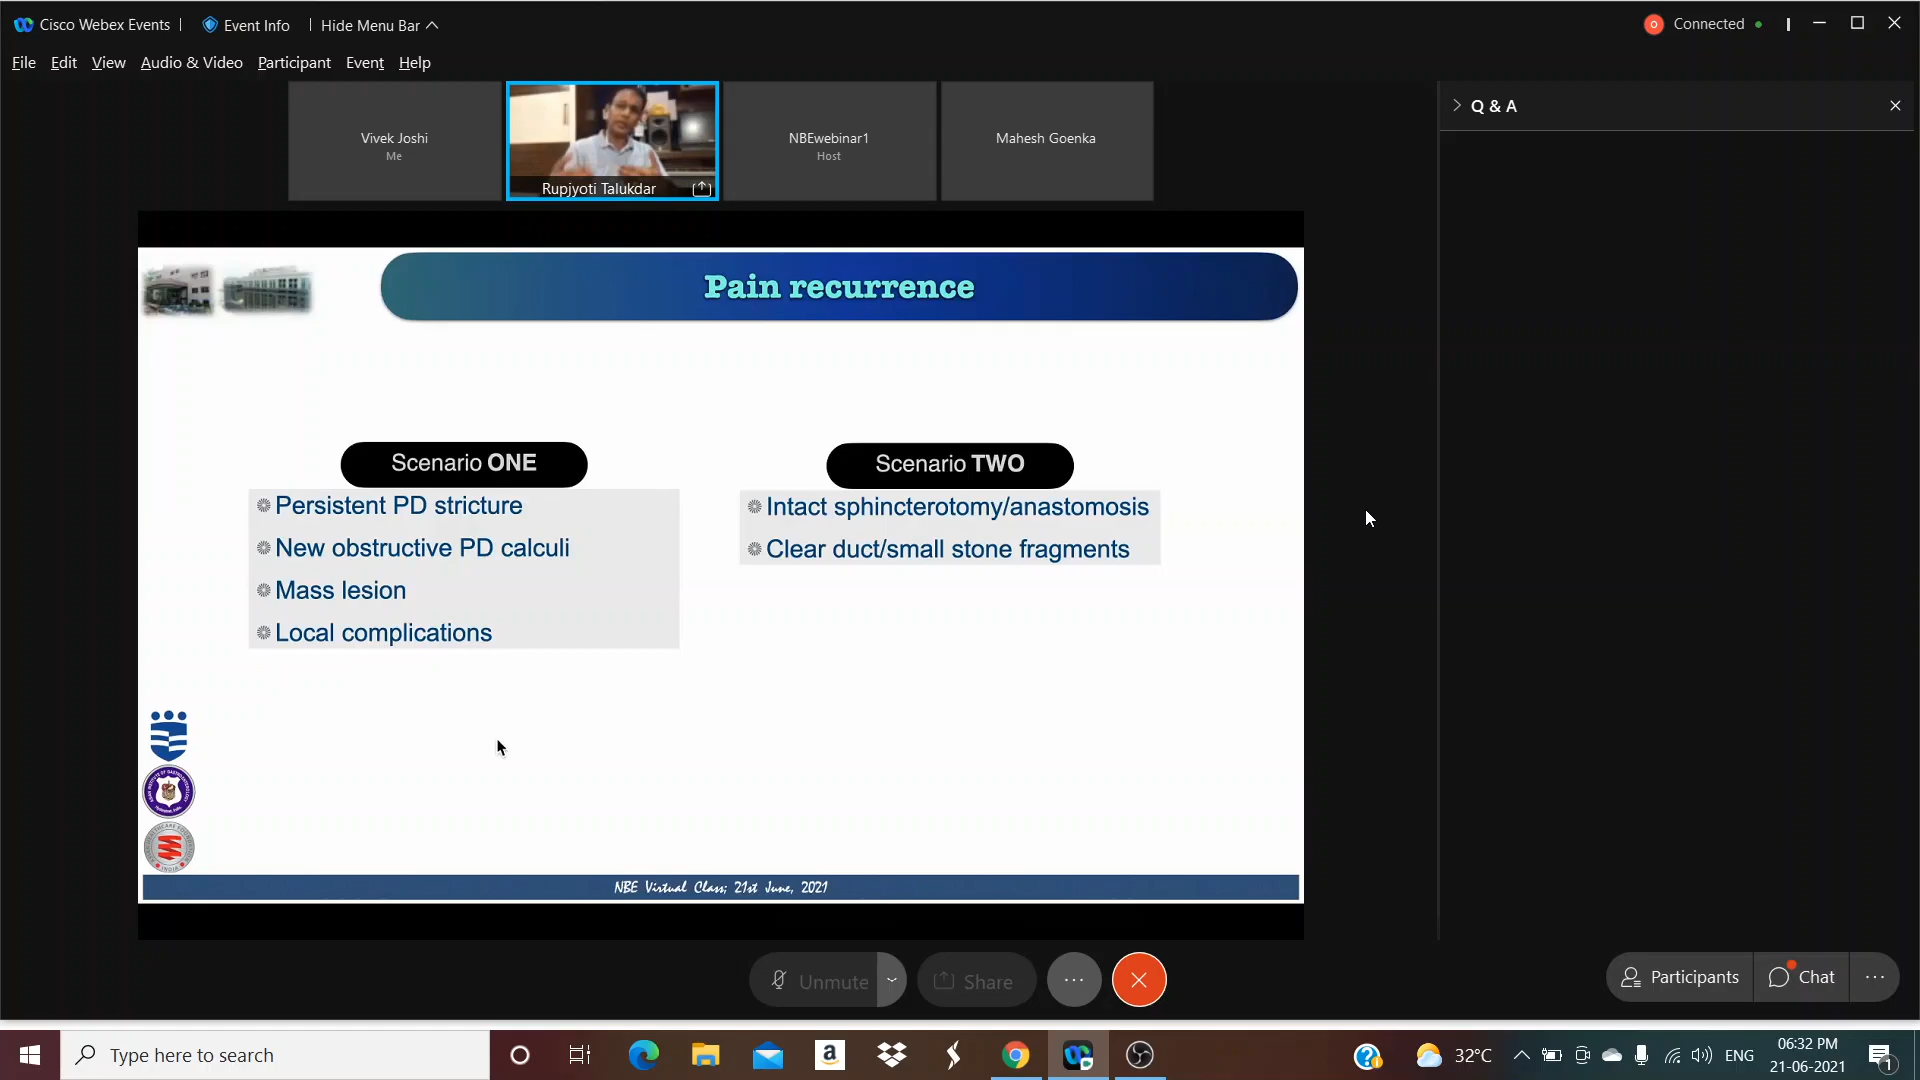 Cisco Webex Events
Event Info
Hide Menu Bar
Connected
File Edit View Audio & Video Participant Event Help
Vivek Joshi
Me
Rupjyoti Talukdar
NBEwebinar1
Host
Mahesh Goenka
Q & A
Pain recurrence
Scenario ONE
Persistent PD stricture
New obstructive PD calculi
Mass lesion
Local complications
Scenario TWO
Intact sphincterotomy/anastomosis
Clear duct/small stone fragments
NBE Virtual Class; 21st June, 2021
Unmute
Share
Participants
Chat
Type here to search
32°C
ENG
06:32 PM
21-06-2021
1